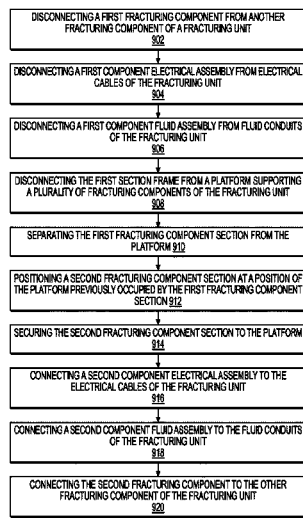 DISCONNECTING A FIRST FRACTURING COMPONENT FROM ANOTHER
FRACTURING COMPONENT OF A FRACTURING UNIT
902
DISCONNECTING A FIRST COMPONENT ELECTRICAL ASSEMBLY FROM ELECTRICAL
CABLES OF THE FRACTURING UNIT
904
DISCONNECTING A FIRST COMPONENT FLUID ASSEMBLY FROM FLUID CONDUITS
OF THE FRACTURING UNIT
906
DISCONNECTING THE FIRST SECTION FRAME FROM A PLATFORM SUPPORTING
A PLURALITY OF FRACTURING COMPONENTS OF THE FRACTURING UNIT
908
SEPARATING THE FIRST FRACTURING COMPONENT SECTION FROM THE
PLATFORM 910
POSITIONING A SECOND FRACTURING COMPONENT SECTION AT A POSITION OF
THE PLATFORM PREVIOUSLY OCCUPIED BY THE FIRST FRACTURING COMPONENT
SECTION 912
SECURING THE SECOND FRACTURING COMPONENT SECTION TO THE PLATFORM
914
CONNECTING A SECOND COMPONENT ELECTRICAL ASSEMBLY TO THE
ELECTRICAL CABLES OF THE FRACTURING UNIT
916
CONNECTING A SECOND COMPONENT FLUID ASSEMBLY TO THE FLUID CONDUITS
OF THE FRACTURING UNIT
918
CONNECTING THE SECOND FRACTURING COMPONENT TO THE OTHER
FRACTURING COMPONENT OF THE FRACTURING UNIT
920